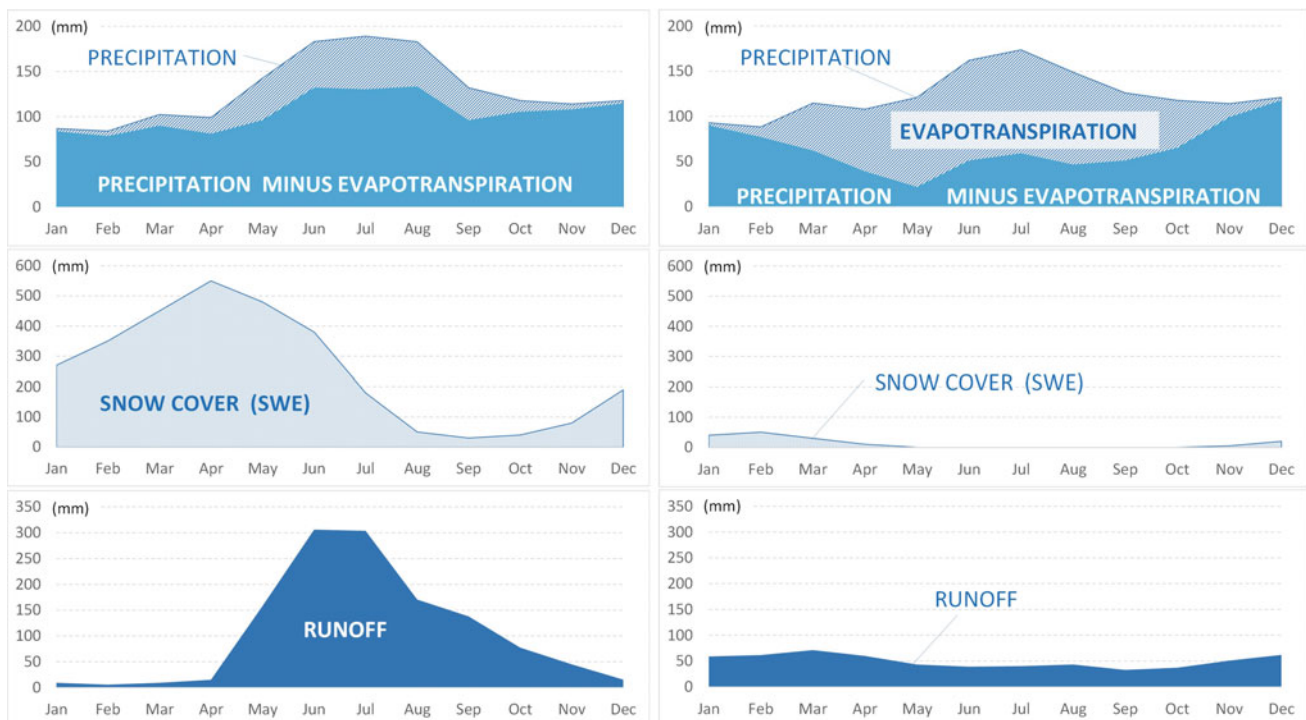 200 (mm)
PRECIPITATION
150
100
50
PRECIPITATION MINUS EVAPOTRANSPIRATION
0
Jan Feb Mar Apr May Jun Jul Aug Sep Oct Nov Dec
200 (mm)
PRECIPITATION
150
EVAPOTRANSPIRATION
100
50
PRECIPITATION MINUS EVAPOTRANSPIRATION
0
Jan Feb Mar Apr May Jun Jul Aug Sep Oct Nov Dec
600 (mm)
500
400
300
200
SNOW COVER (SWE)
100
0
Jan Feb Mar Apr May Jun Jul Aug Sep Oct Nov Dec
600 (mm)
500
400
300
SNOW COVER (SWE)
200
100
0
Jan Feb Mar Apr May Jun Jul Aug Sep Oct Nov Dec
350 (mm)
300
250
200
150
RUNOFF
100
50
0
Jan Feb Mar Apr May Jun Jul Aug Sep Oct Nov Dec
350 (mm)
300
250
200
RUNOFF
150
100
50
0
Jan Feb Mar Apr May Jun Jul Aug Sep Oct Nov Dec